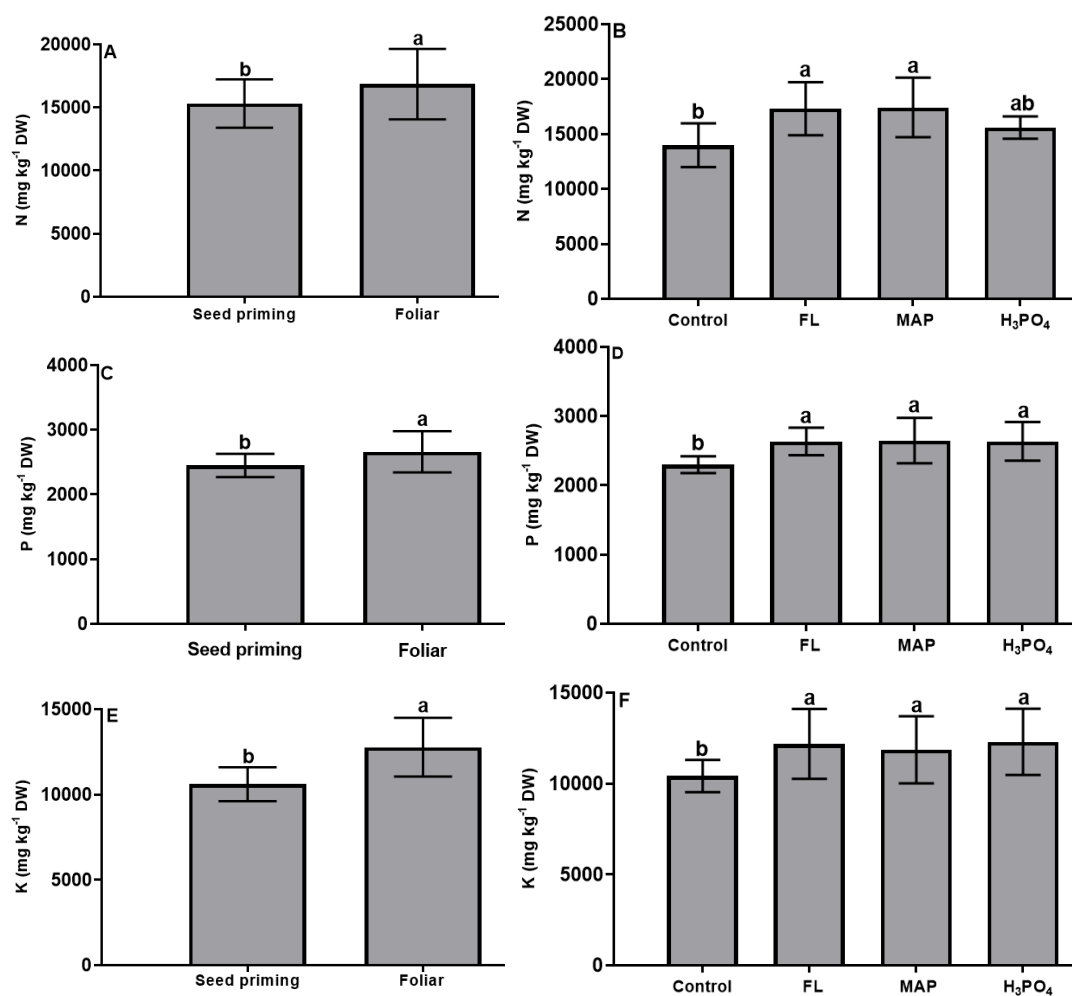 A
N (mg kg⁻¹ DW)
20000
15000
10000
5000
0
b
a
Seed priming
Foliar
B
N (mg kg⁻¹ DW)
25000
20000
15000
10000
5000
0
b
a
a
ab
Control
FL
MAP
H₃PO₄
C
P (mg kg⁻¹ DW)
4000
3000
2000
1000
0
b
a
Seed priming
Foliar
D
P (mg kg⁻¹ DW)
4000
3000
2000
1000
0
b
a
a
a
Control
FL
MAP
H₃PO₄
E
K (mg kg⁻¹ DW)
15000
10000
5000
0
b
a
Seed priming
Foliar
F
K (mg kg⁻¹ DW)
15000
10000
5000
0
b
a
a
a
Control
FL
MAP
H₃PO₄